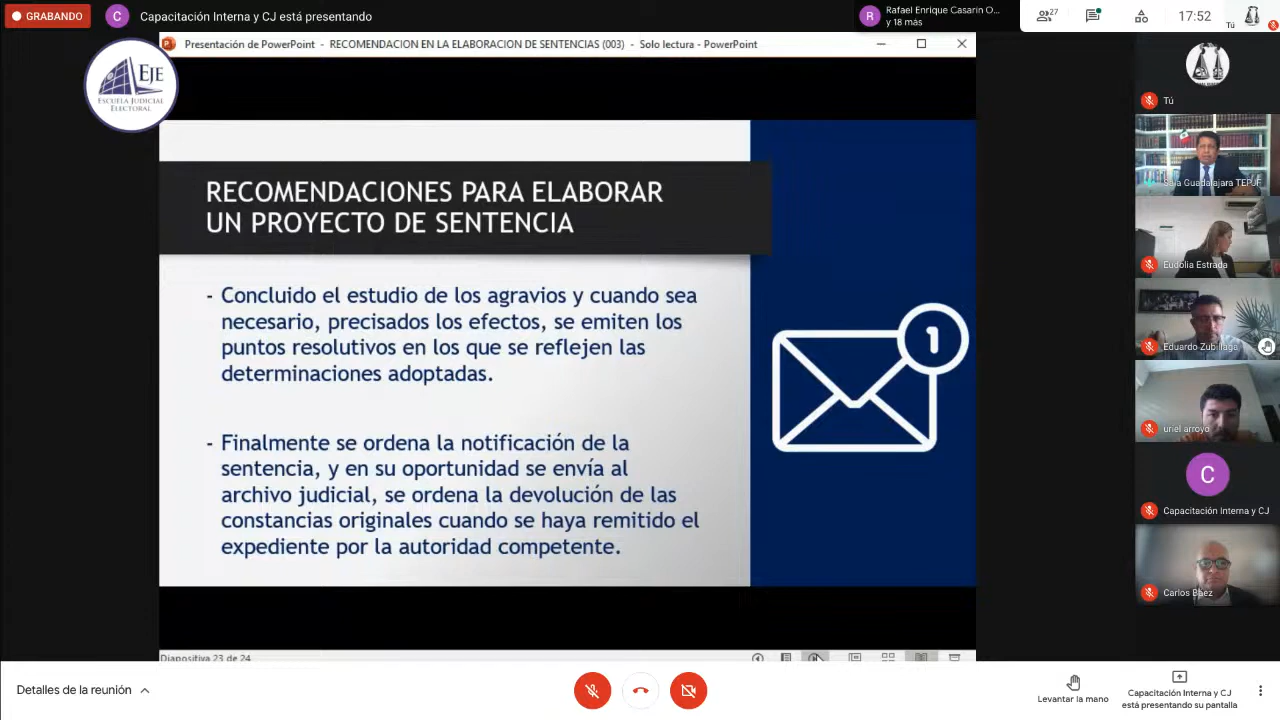 GRABANDO
C
Capacitación Interna y CJ está presentando
R
Rafael Enrique Casarin O...
y 18 más
27
17:52
Tú
Presentación de PowerPoint - RECOMENDACION EN LA ELABORACION DE SENTENCIAS (003) - Solo lectura - PowerPoint
EJE
ESCUELA JUDICIAL
ELECTORAL
RECOMENDACIONES PARA ELABORAR
UN PROYECTO DE SENTENCIA
- Concluido el estudio de los agravios y cuando sea
necesario, precisados los efectos, se emiten los
puntos resolutivos en los que se reflejen las
determinaciones adoptadas.
- Finalmente se ordena la notificación de la
sentencia, y en su oportunidad se envía al
archivo judicial, se ordena la devolución de las
constancias originales cuando se haya remitido el
expediente por la autoridad competente.
1
Diapositiva 23 de 24
Tú
Sala Guadalajara TEPJF
Eudolia Estrada
Eduardo Zubillaga
uriel arroyo
C
Capacitación Interna y CJ
Carlos Báez
Detalles de la reunión
Levantar la mano
Capacitación Interna y CJ
está presentando su pantalla